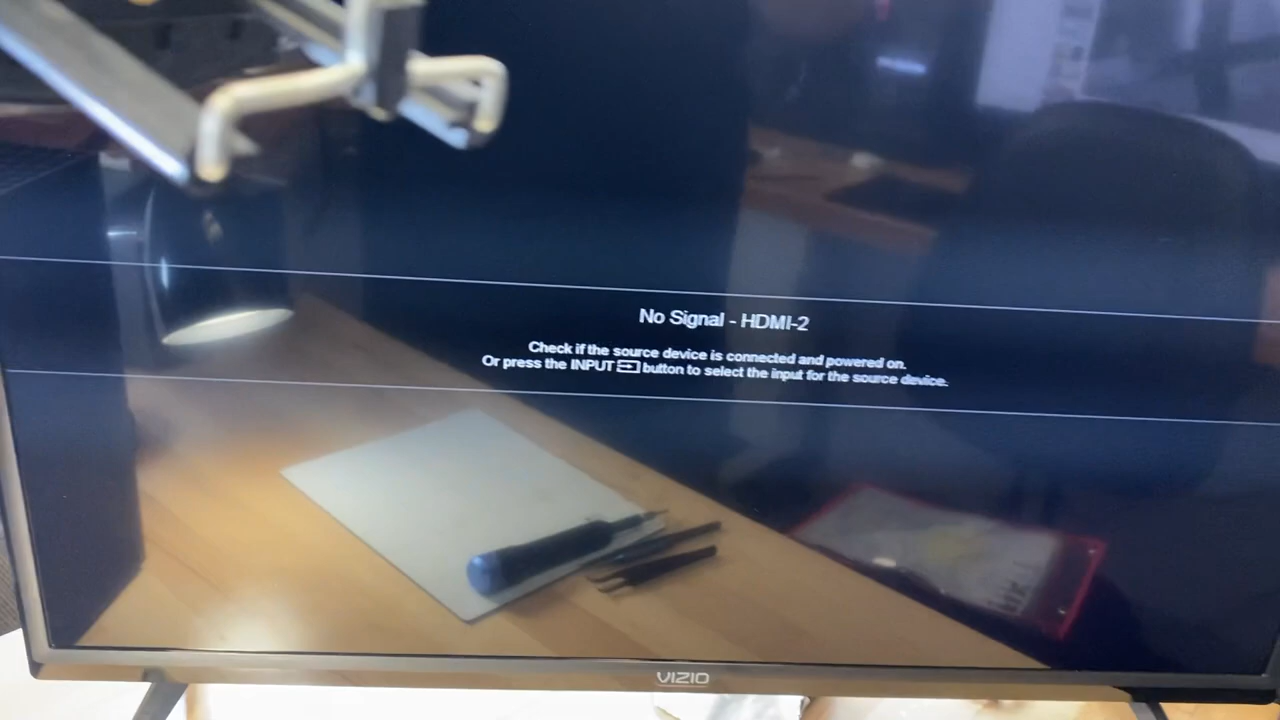 No Signal - HDMI-2
Check if the source device is connected and powered on.
Or press the INPUT button to select the input for the source device.
VIZIO